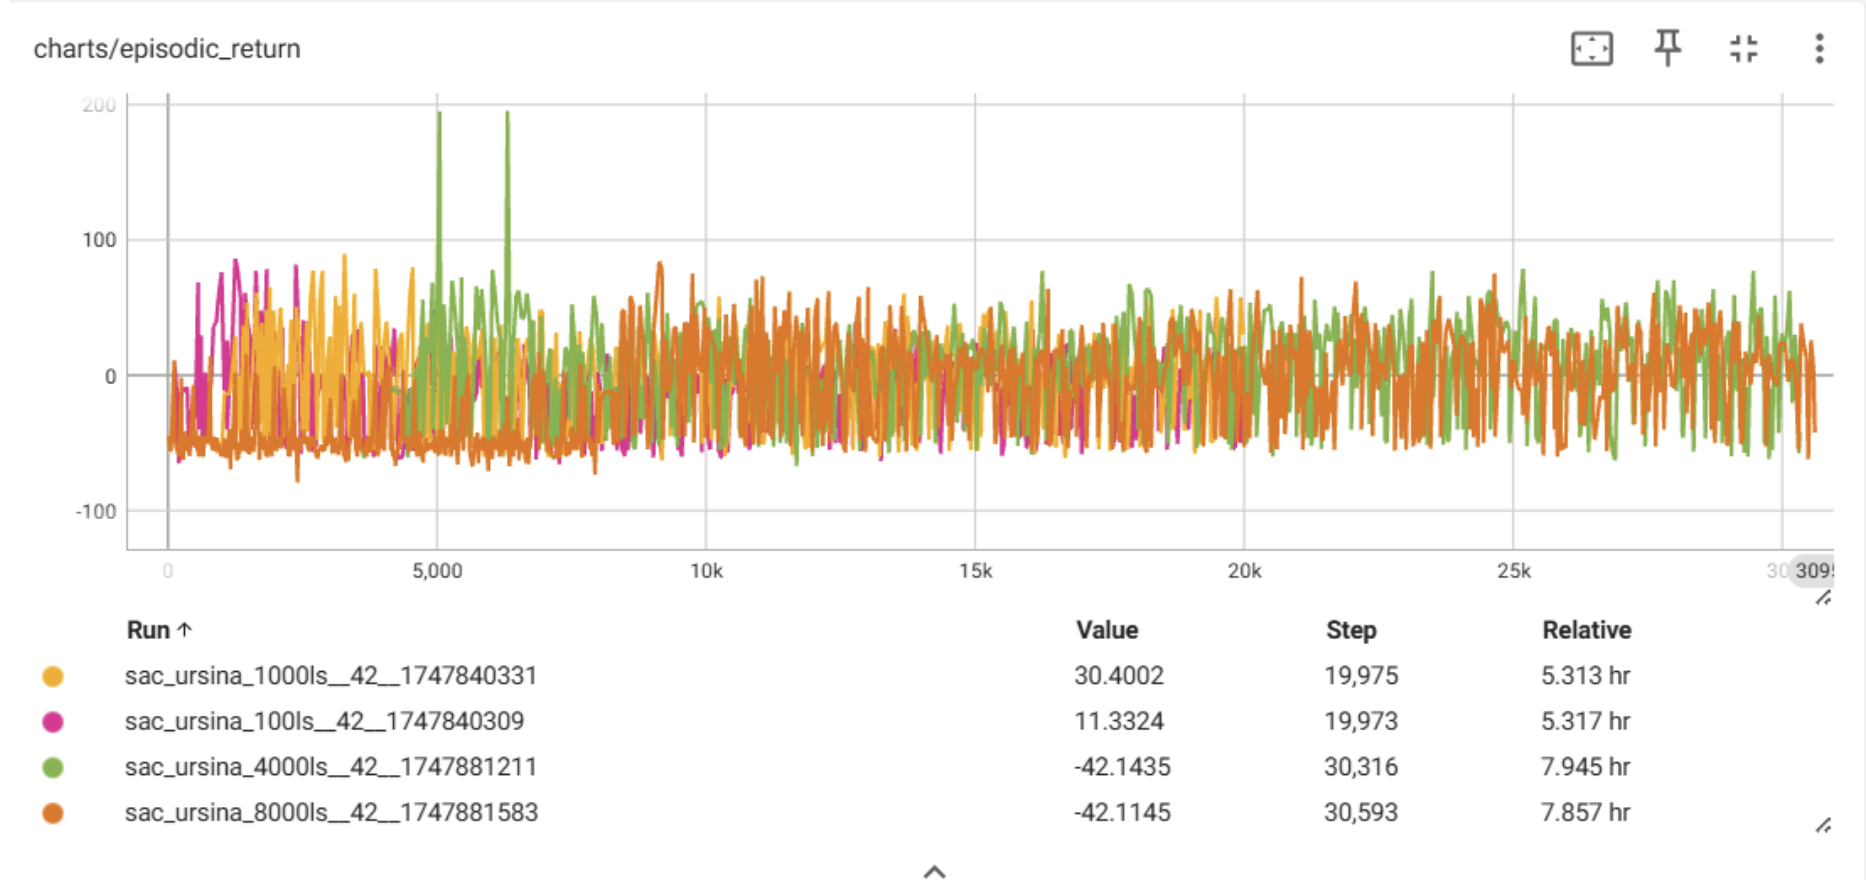 charts/episodic_return
200
100
0
-100
0 5,000 10k 15k 20k 25k 30 3095
Run ↑ Value Step Relative
sac_ursina_1000ls__42__1747840331 30.4002 19,975 5.313 hr
sac_ursina_100ls__42__1747840309 11.3324 19,973 5.317 hr
sac_ursina_4000ls__42__1747881211 -42.1435 30,316 7.945 hr
sac_ursina_8000ls__42__1747881583 -42.1145 30,593 7.857 hr